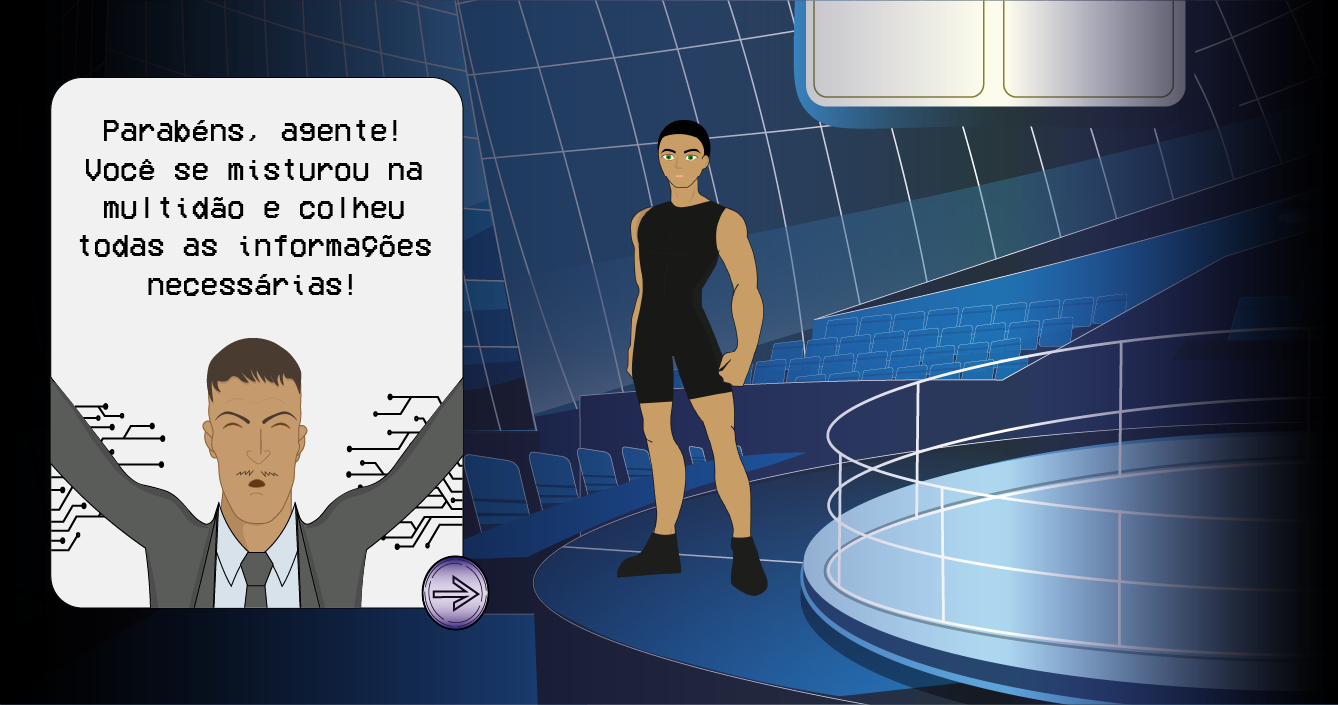 Parabéns, agente!
Você se misturou na
multidão e colheu
todas as informações
necessárias!